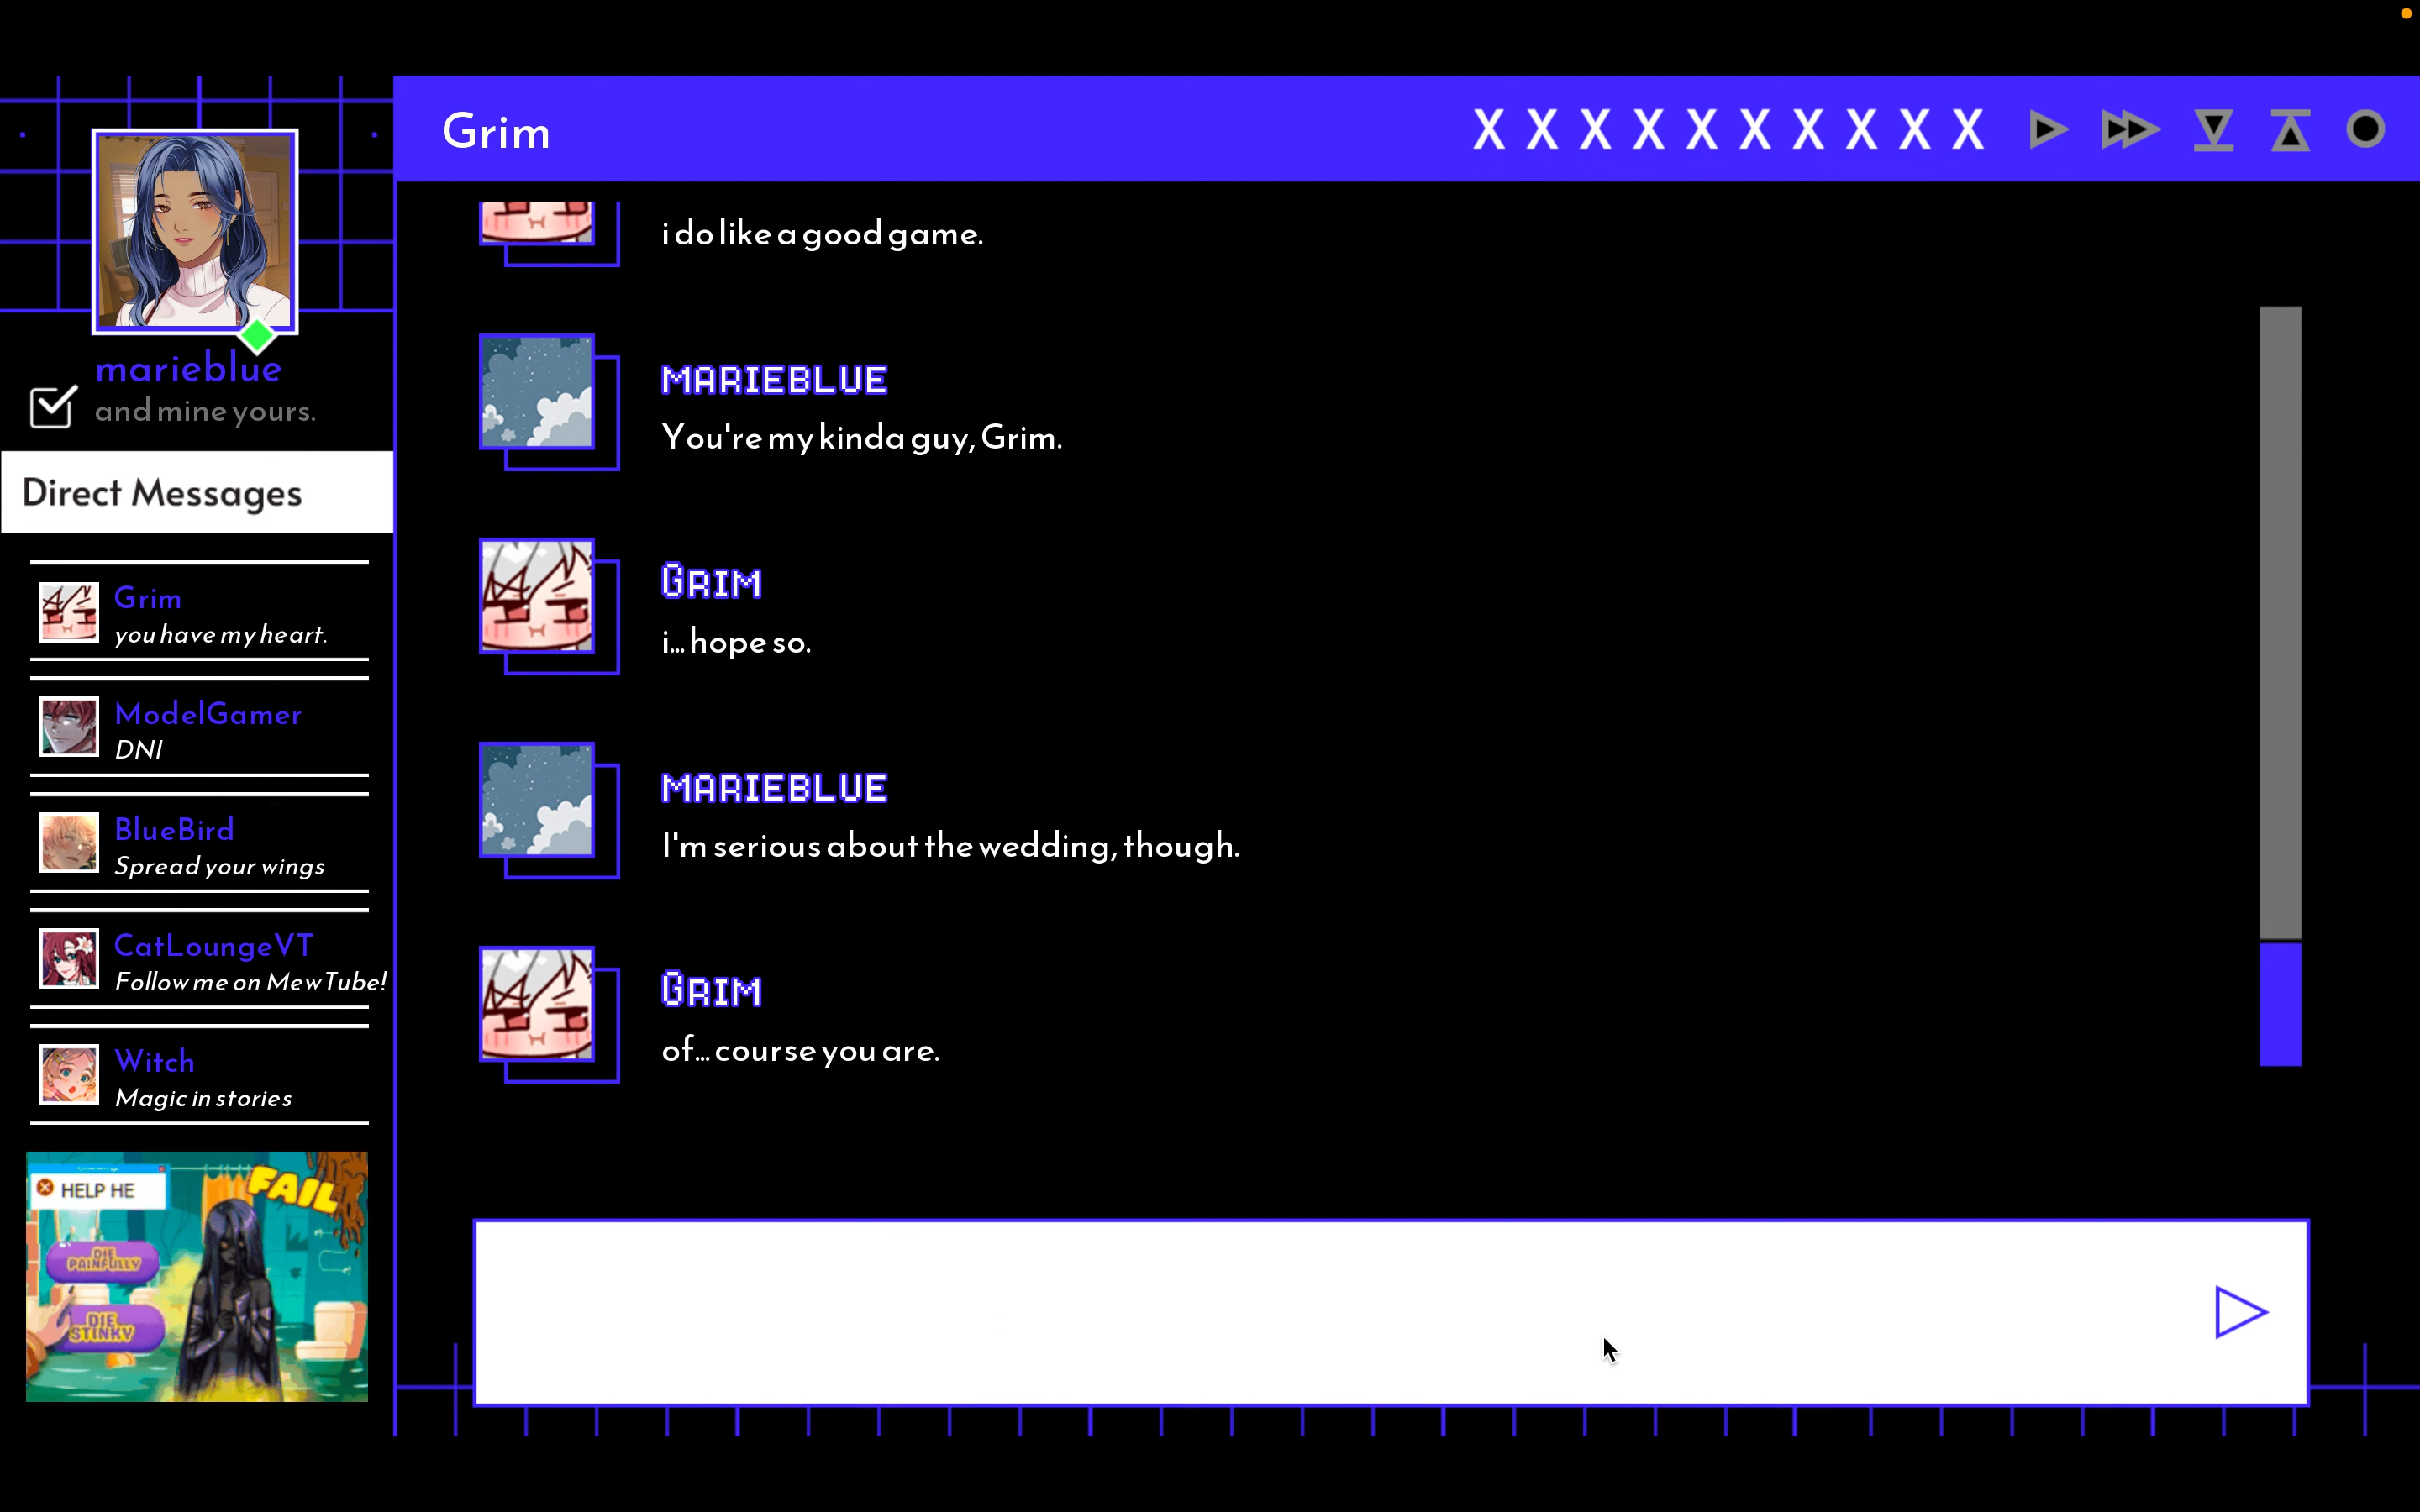 Grim
X X X X X X X X X X
marieblue
and mine yours.
Direct Messages
Grim
you have my heart.
ModelGamer
DNI
BlueBird
Spread your wings
CatLoungeVT
Follow me on MewTube!
Witch
Magic in stories
HELP HE
FAIL
DIE
PAINFULLY
DIE
STINKY
i do like a good game.
MARIEBLUE
You're my kinda guy, Grim.
GRIM
i... hope so.
MARIEBLUE
I'm serious about the wedding, though.
GRIM
of... course you are.